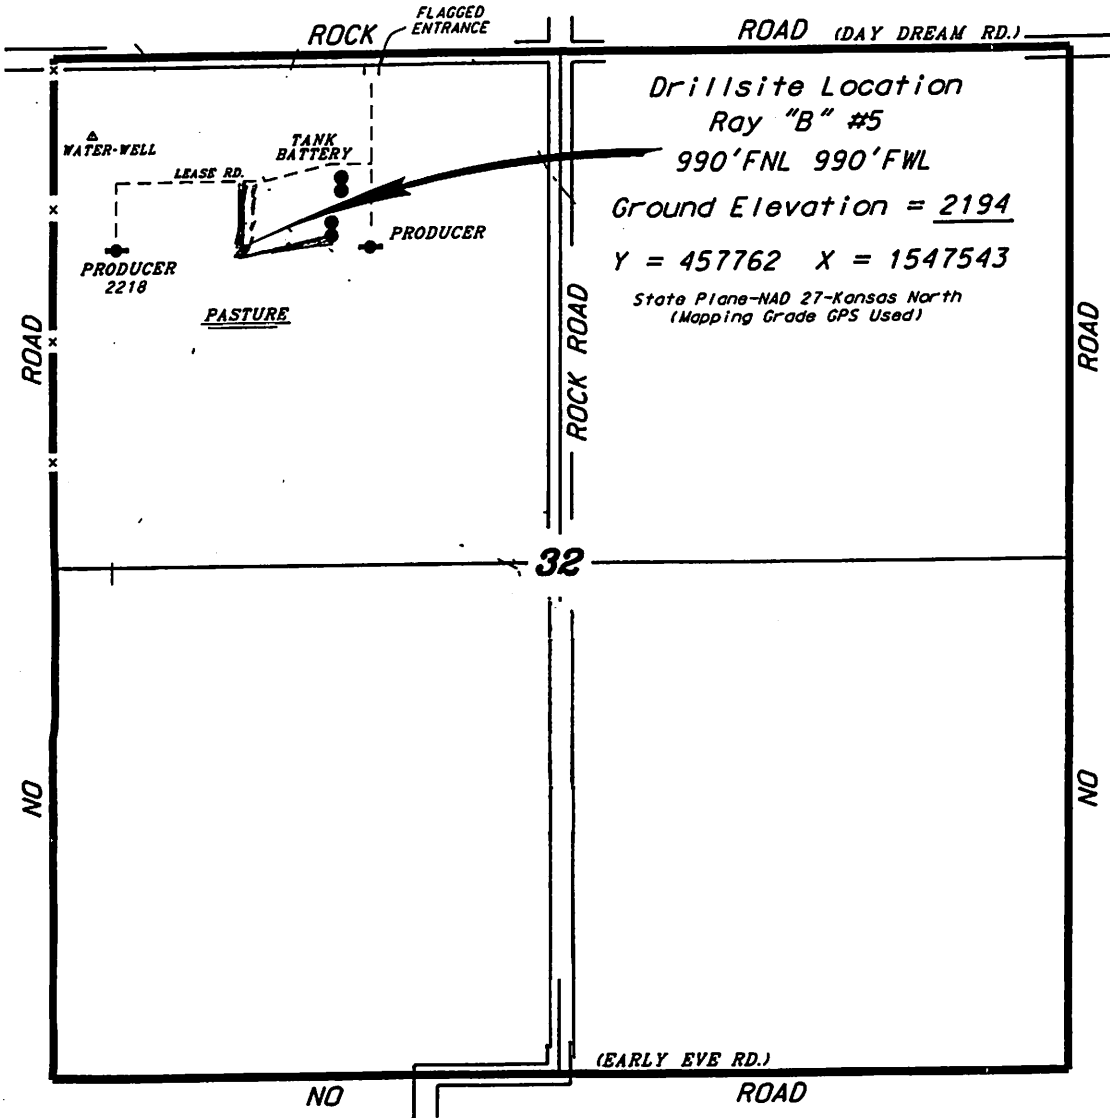 FLAGGED
ENTRANCE
ROCK
ROAD (DAY DREAM RD.)
Drillsite Location
Ray "B" #5
990'FNL 990'FWL
Ground Elevation = 2194
Y = 457762 X = 1547543
State Plane-NAD 27-Kansas North
(Mapping Grade GPS Used)
WATER-WELL
TANK
BATTERY
LEASE RD.
PRODUCER
PRODUCER
2218
PASTURE
ROAD
ROCK ROAD
ROAD
32
NO
NO
(EARLY EVE RD.)
NO
ROAD